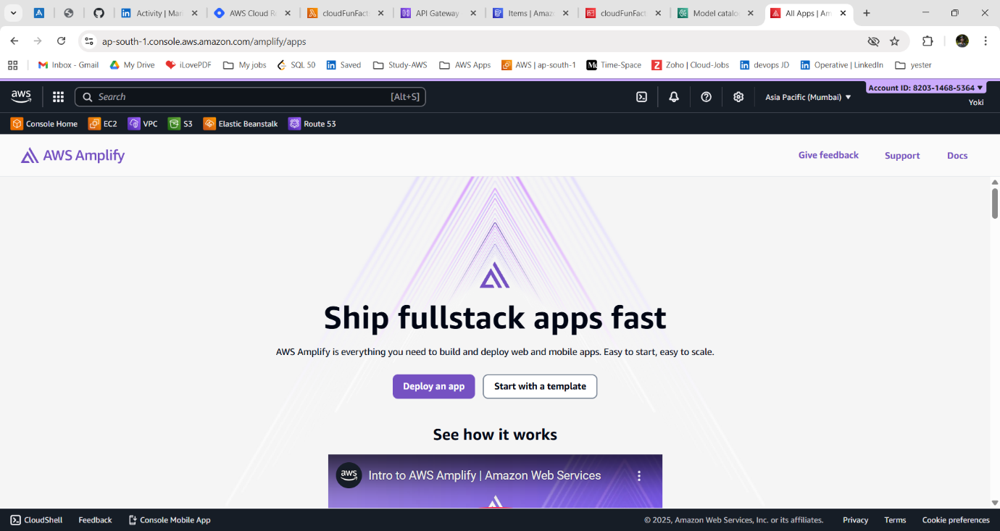 Activity | Man
AWS Cloud R
cloudFunFact
API Gateway
Items | Amaz
cloudFunFact
Model catalo
All Apps | Am
ap-south-1.console.aws.amazon.com/amplify/apps
Inbox - Gmail
My Drive
iLovePDF
My jobs
SQL 50
Saved
Study-AWS
AWS Apps
AWS | ap-south-1
Time-Space
Zoho | Cloud-Jobs
devops JD
Operative | LinkedIn
yester
aws
Search
[Alt+S]
Asia Pacific (Mumbai)
Account ID: 8203-1468-5364
Yoki
Console Home
EC2
VPC
S3
Elastic Beanstalk
Route 53
AWS Amplify
Give feedback
Support
Docs
Ship fullstack apps fast
AWS Amplify is everything you need to build and deploy web and mobile apps. Easy to start, easy to scale.
Deploy an app
Start with a template
See how it works
aws
Intro to AWS Amplify | Amazon Web Services
CloudShell
Feedback
Console Mobile App
© 2025, Amazon Web Services, Inc. or its affiliates.
Privacy
Terms
Cookie preferences